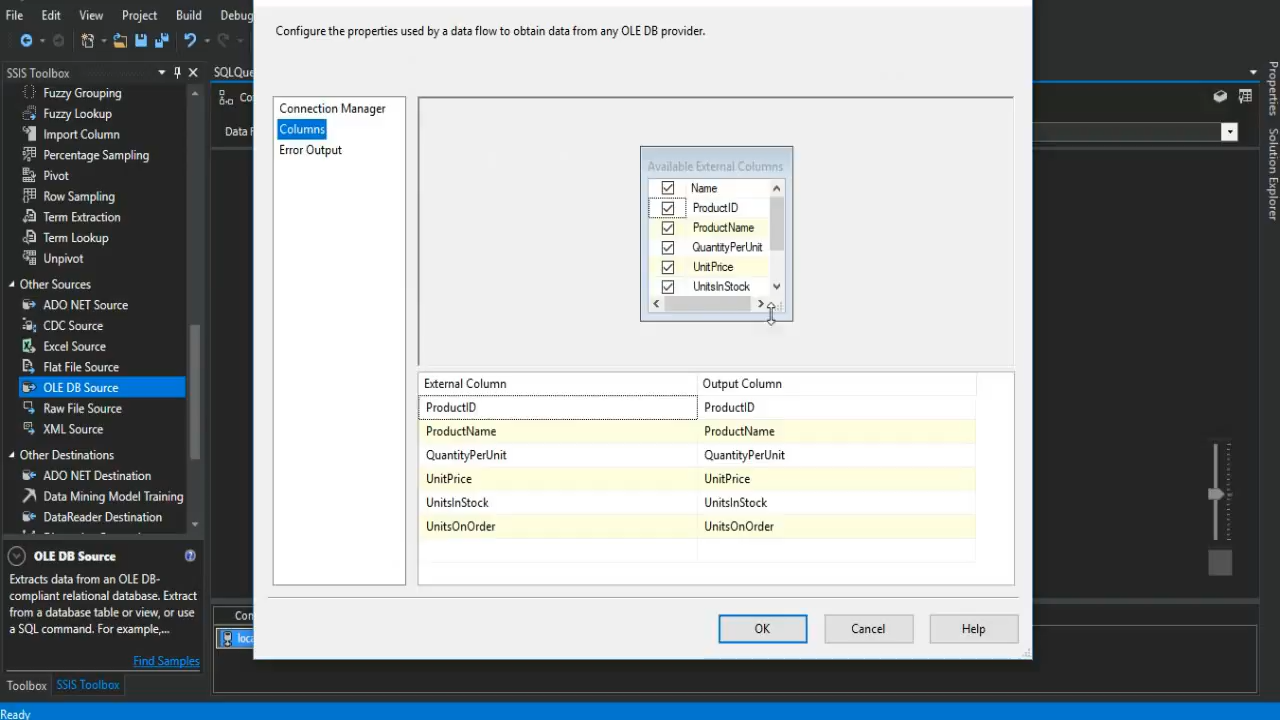 File Edit View Project Build Debug
SSIS Toolbox
Fuzzy Grouping
Fuzzy Lookup
Import Column
Percentage Sampling
Pivot
Row Sampling
Term Extraction
Term Lookup
Unpivot
Other Sources
ADO NET Source
CDC Source
Excel Source
Flat File Source
OLE DB Source
Raw File Source
XML Source
Other Destinations
ADO NET Destination
Data Mining Model Training
DataReader Destination
OLE DB Source
Extracts data from an OLE DB-
compliant relational database. Extract
from a database table or view, or use
a SQL command. For example,...
Find Samples
Toolbox SSIS Toolbox
Ready
SQLQue
Co
Data F
Configure the properties used by a data flow to obtain data from any OLE DB provider.
Connection Manager
Columns
Error Output
Available External Columns
Name
ProductID
ProductName
QuantityPerUnit
UnitPrice
UnitsInStock
External Column Output Column
ProductID ProductID
ProductName ProductName
QuantityPerUnit QuantityPerUnit
UnitPrice UnitPrice
UnitsInStock UnitsInStock
UnitsOnOrder UnitsOnOrder
OK Cancel Help
Con
loca
Properties
Solution Explorer